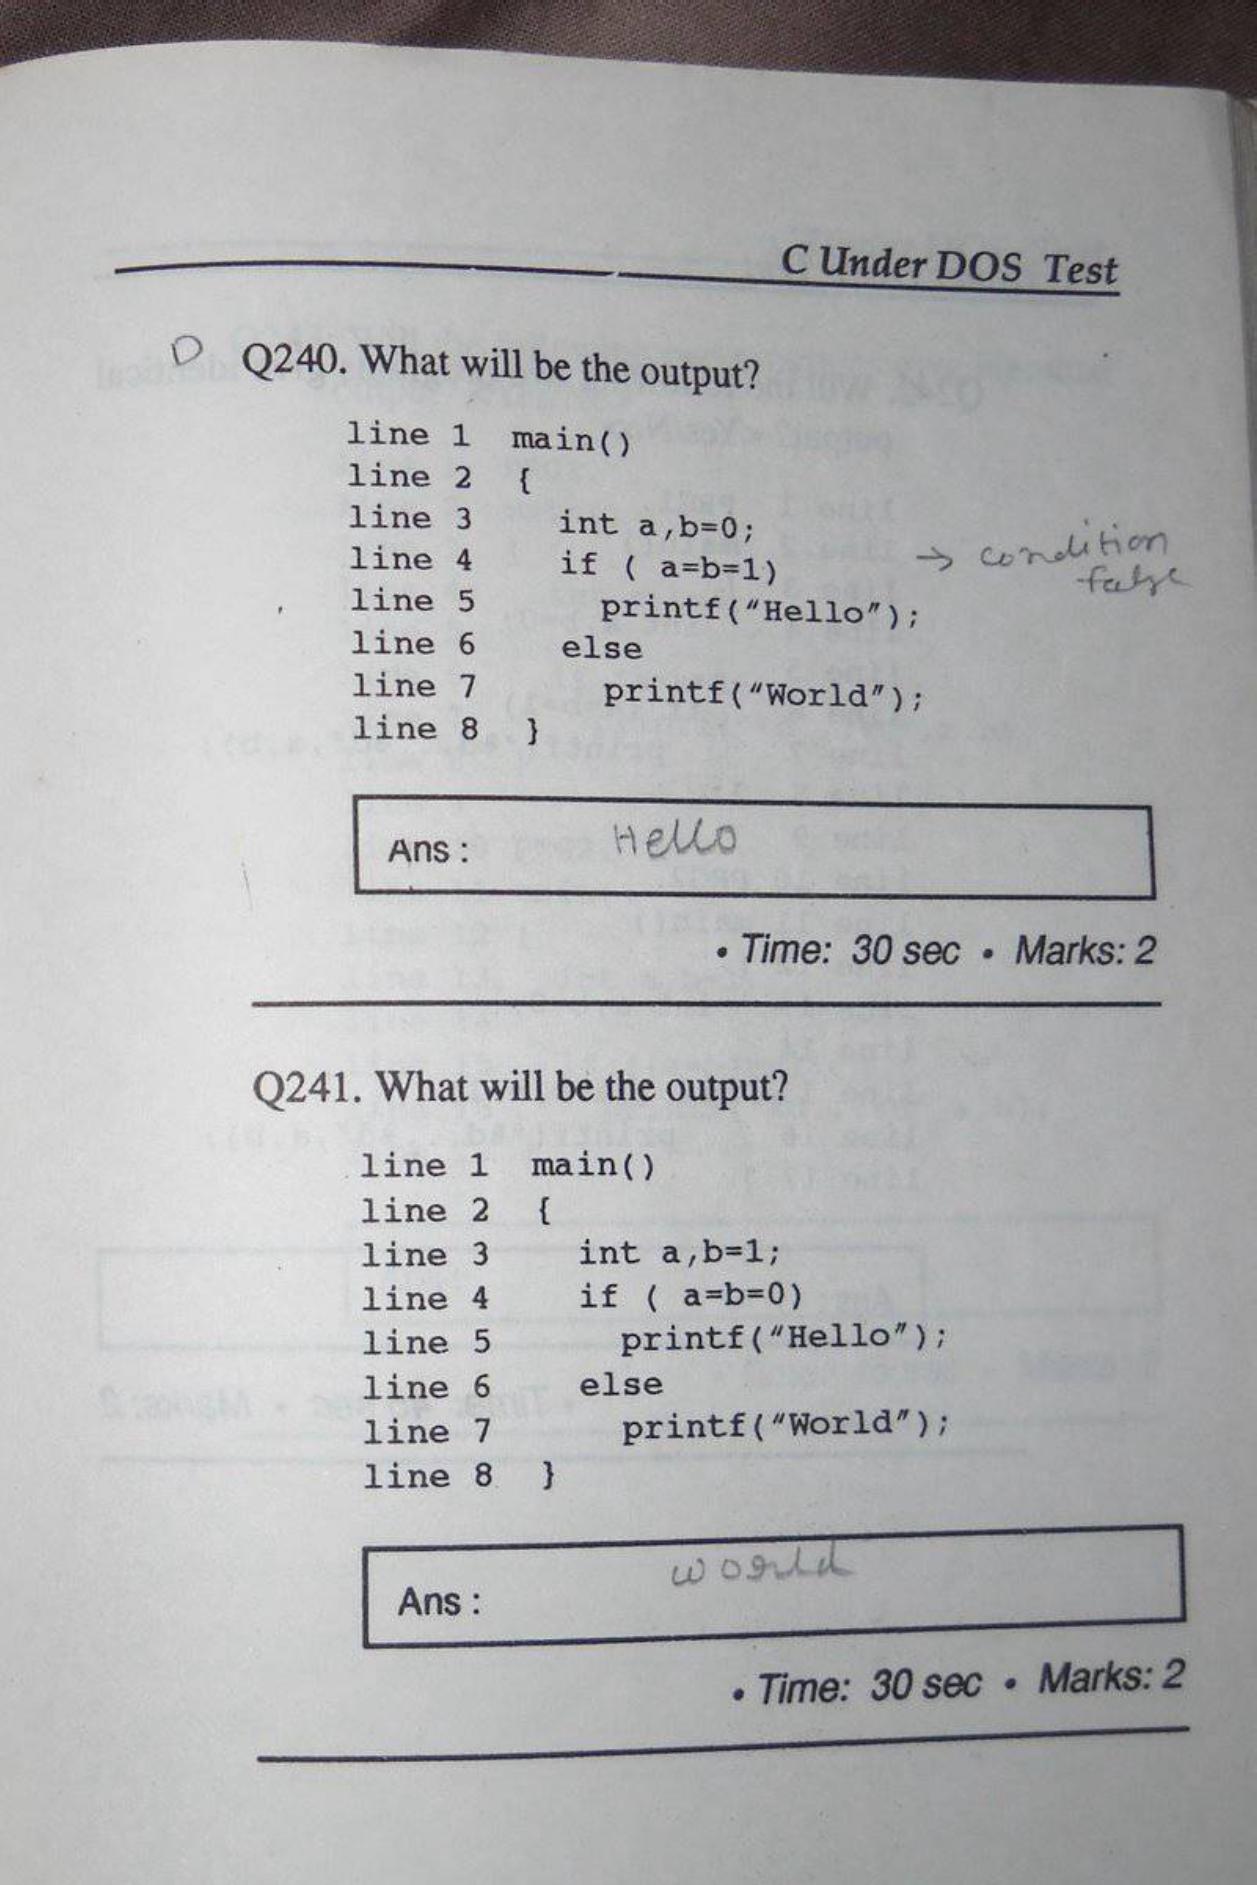 C Under DOS Test
Q240. What will be the output?
line 1 main()
line 2 {
line 3 int a,b=0;
line 4 if ( a=b=1) → condition false
line 5 printf("Hello");
line 6 else
line 7 printf("World");
line 8 }
Ans : Hello
• Time: 30 sec • Marks: 2
Q241. What will be the output?
line 1 main()
line 2 {
line 3 int a,b=1;
line 4 if ( a=b=0)
line 5 printf("Hello");
line 6 else
line 7 printf("World");
line 8 }
Ans : world
• Time: 30 sec • Marks: 2